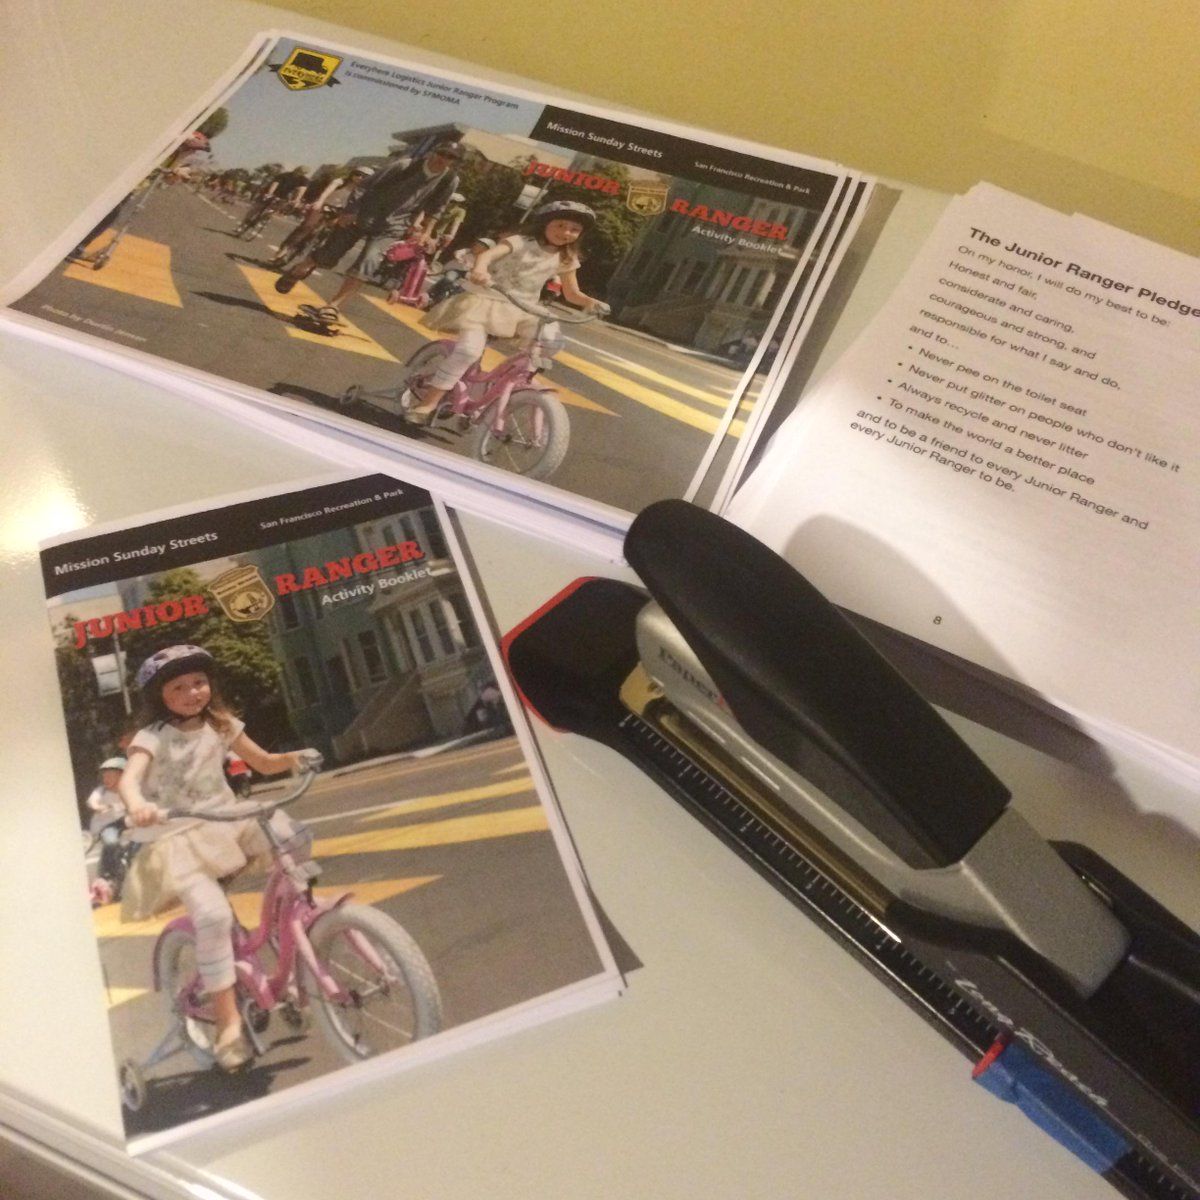 Everyhere Logistics Junior Ranger Program
is commissioned by SFMOMA
Mission Sunday Streets
San Francisco Recreation & Park
JUNIOR RANGER
Activity Booklet
Photo by
The Junior Ranger Pledge
On my honor, I will do my best to be:
Honest and fair,
considerate and caring,
courageous and strong, and
responsible for what I say and do,
and to...
• Never pee on the toilet seat
• Never put glitter on people who don't like it
• Always recycle and never litter
• To make the world a better place
and to be a friend to every Junior Ranger and
every Junior Ranger to be.
8
Mission Sunday Streets
San Francisco Recreation & Park
JUNIOR RANGER
Activity Booklet
Paper
Long Reach